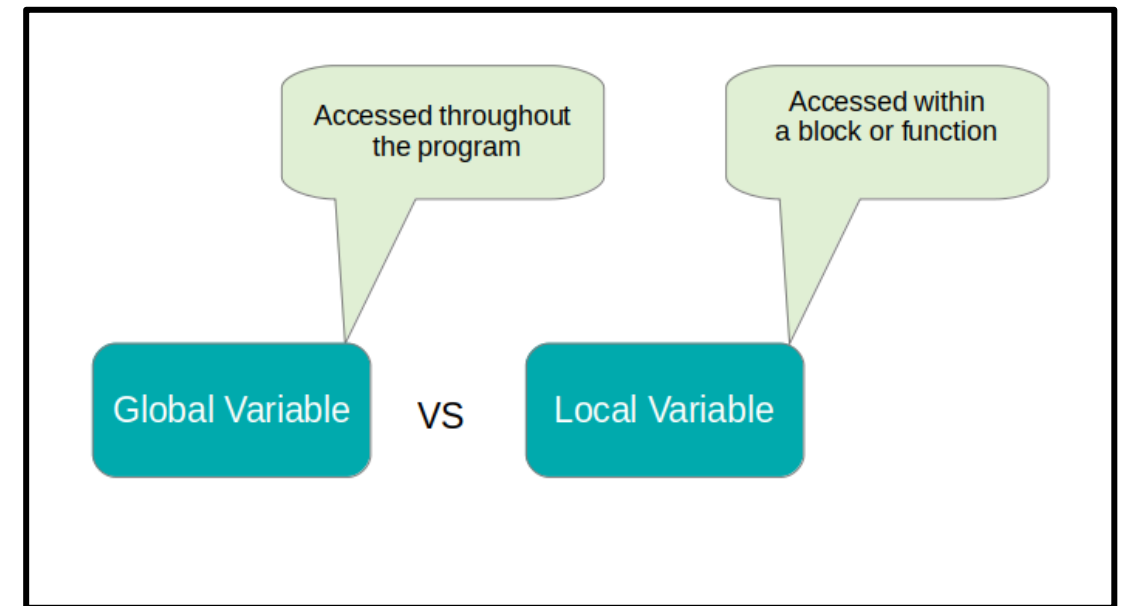 Accessed throughout
the program
Accessed within
a block or function
Global Variable
VS
Local Variable